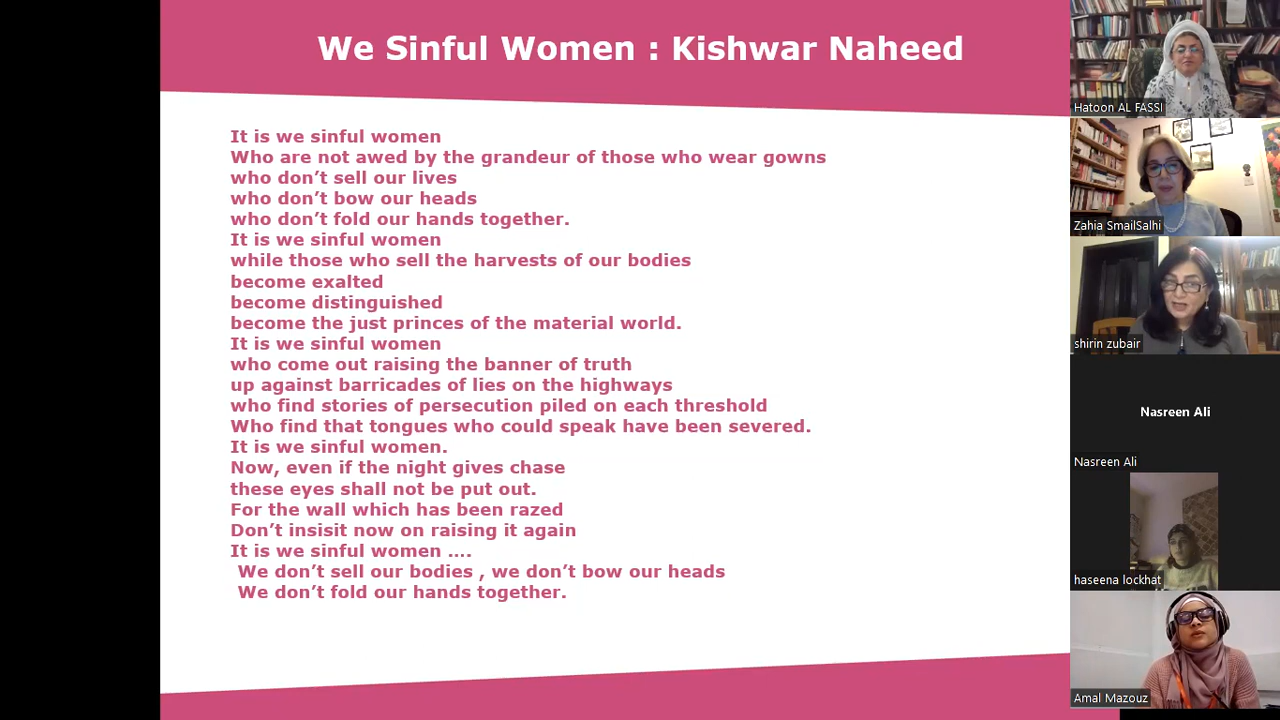 We Sinful Women : Kishwar Naheed
It is we sinful women
Who are not awed by the grandeur of those who wear gowns
who don’t sell our lives
who don’t bow our heads
who don’t fold our hands together.
It is we sinful women
while those who sell the harvests of our bodies
become exalted
become distinguished
become the just princes of the material world.
It is we sinful women
who come out raising the banner of truth
up against barricades of lies on the highways
who find stories of persecution piled on each threshold
Who find that tongues who could speak have been severed.
It is we sinful women.
Now, even if the night gives chase
these eyes shall not be put out.
For the wall which has been razed
Don’t insisit now on raising it again
It is we sinful women ....
We don’t sell our bodies , we don’t bow our heads
We don’t fold our hands together.
Hatoon AL FASSI
Zahia SmailSalhi
shirin zubair
Nasreen Ali
Nasreen Ali
haseena lockhat
Amal Mazouz